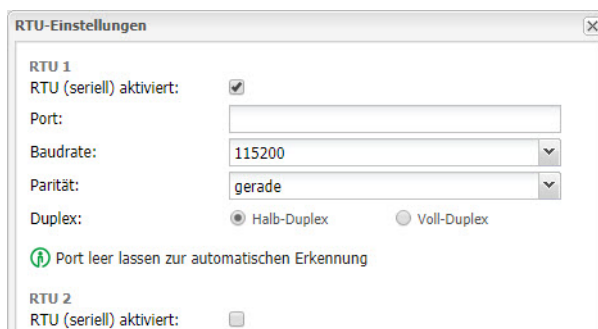 RTU-Einstellungen
RTU 1
RTU (seriell) aktiviert:
Port:
Baudrate: 115200
Parität: gerade
Duplex: Halb-Duplex Voll-Duplex
Port leer lassen zur automatischen Erkennung
RTU 2
RTU (seriell) aktiviert: